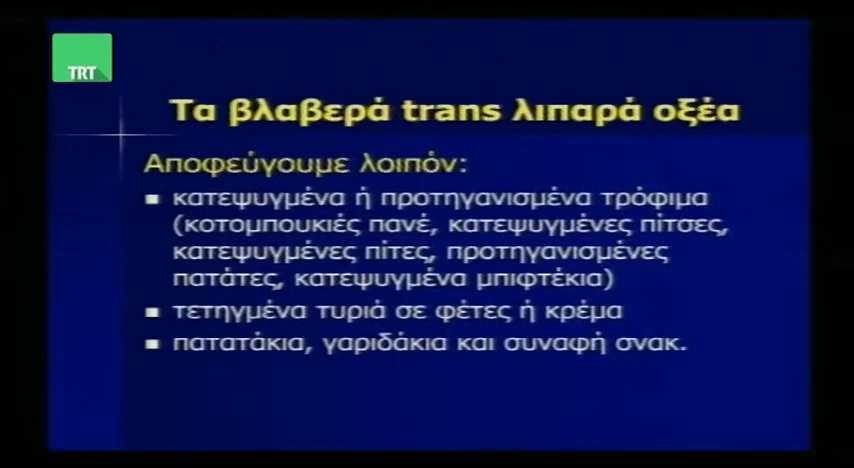 TRT
Τα βλαβερά trans λιπαρά οξέα
Αποφεύγουμε λοιπόν:
κατεψυγμένα ή προτηγανισμένα τρόφιμα
(κοτομπουκιές πανέ, κατεψυγμένες πίτσες,
κατεψυγμένες πίτες, προτηγανισμένες
πατάτες, κατεψυγμένα μπιφτέκια)
τετηγμένα τυριά σε φέτες ή κρέμα
πατατάκια, γαριδάκια και συναφή σνακ.